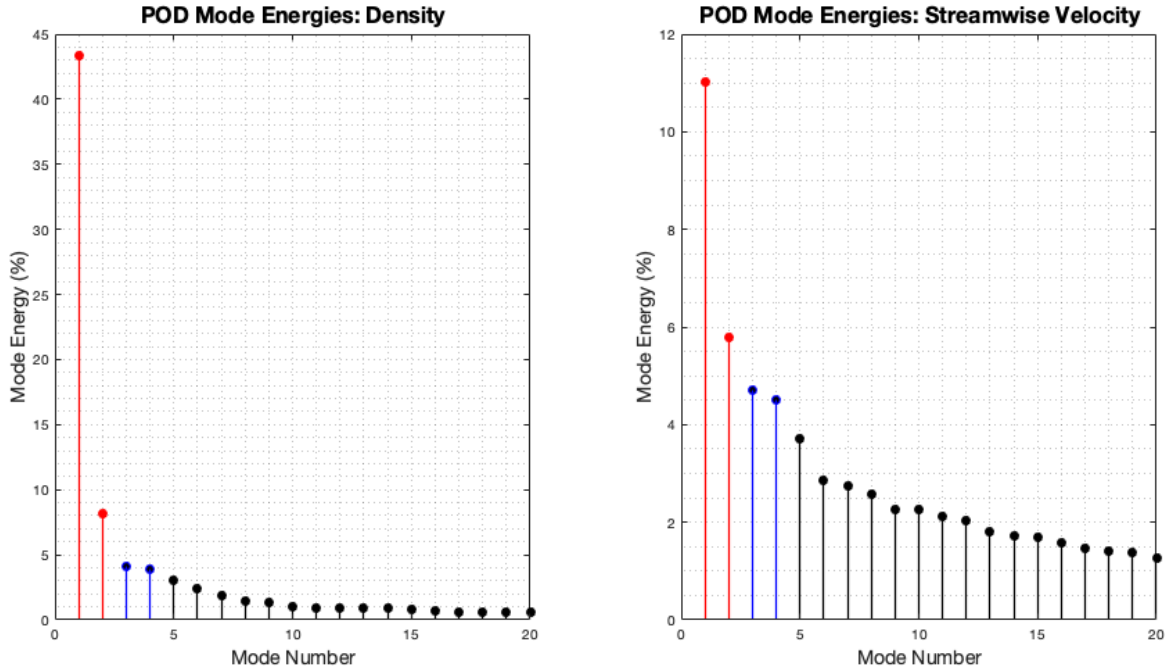 POD Mode Energies: Density
45
40
35
30
25
20
15
10
5
0
Mode Energy (%)
0 5 10 15 20
Mode Number
POD Mode Energies: Streamwise Velocity
12
10
8
6
4
2
0
Mode Energy (%)
0 5 10 15 20
Mode Number